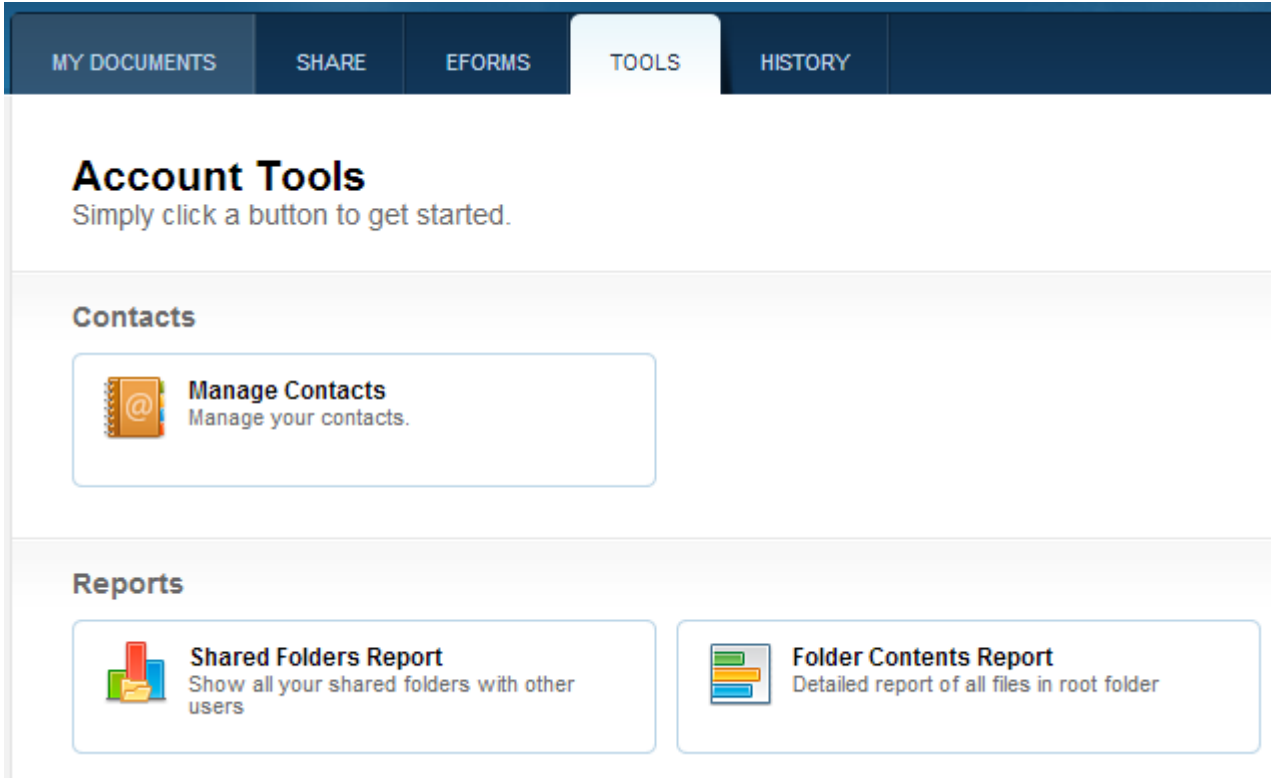 MY DOCUMENTS SHARE EFORMS TOOLS HISTORY
Account Tools
Simply click a button to get started.
Contacts
@
Manage Contacts
Manage your contacts.
Reports
Shared Folders Report
Show all your shared folders with other
users
Folder Contents Report
Detailed report of all files in root folder